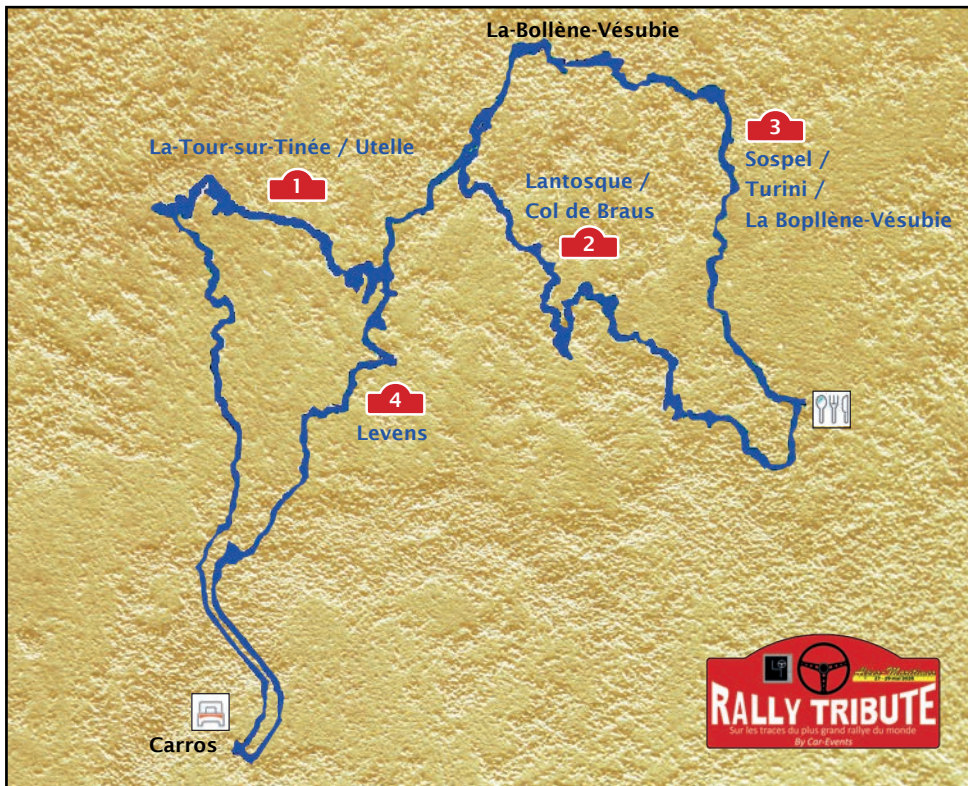 La-Bollène-Vésubie
La-Tour-sur-Tinée / Utelle
1
3
Sospel /
Turini /
La Bopllène-Vésubie
Lantosque /
Col de Braus
2
4
Levens
Carros
RALLY TRIBUTE
Sur les traces du plus grand rallye du monde
By Car-Events